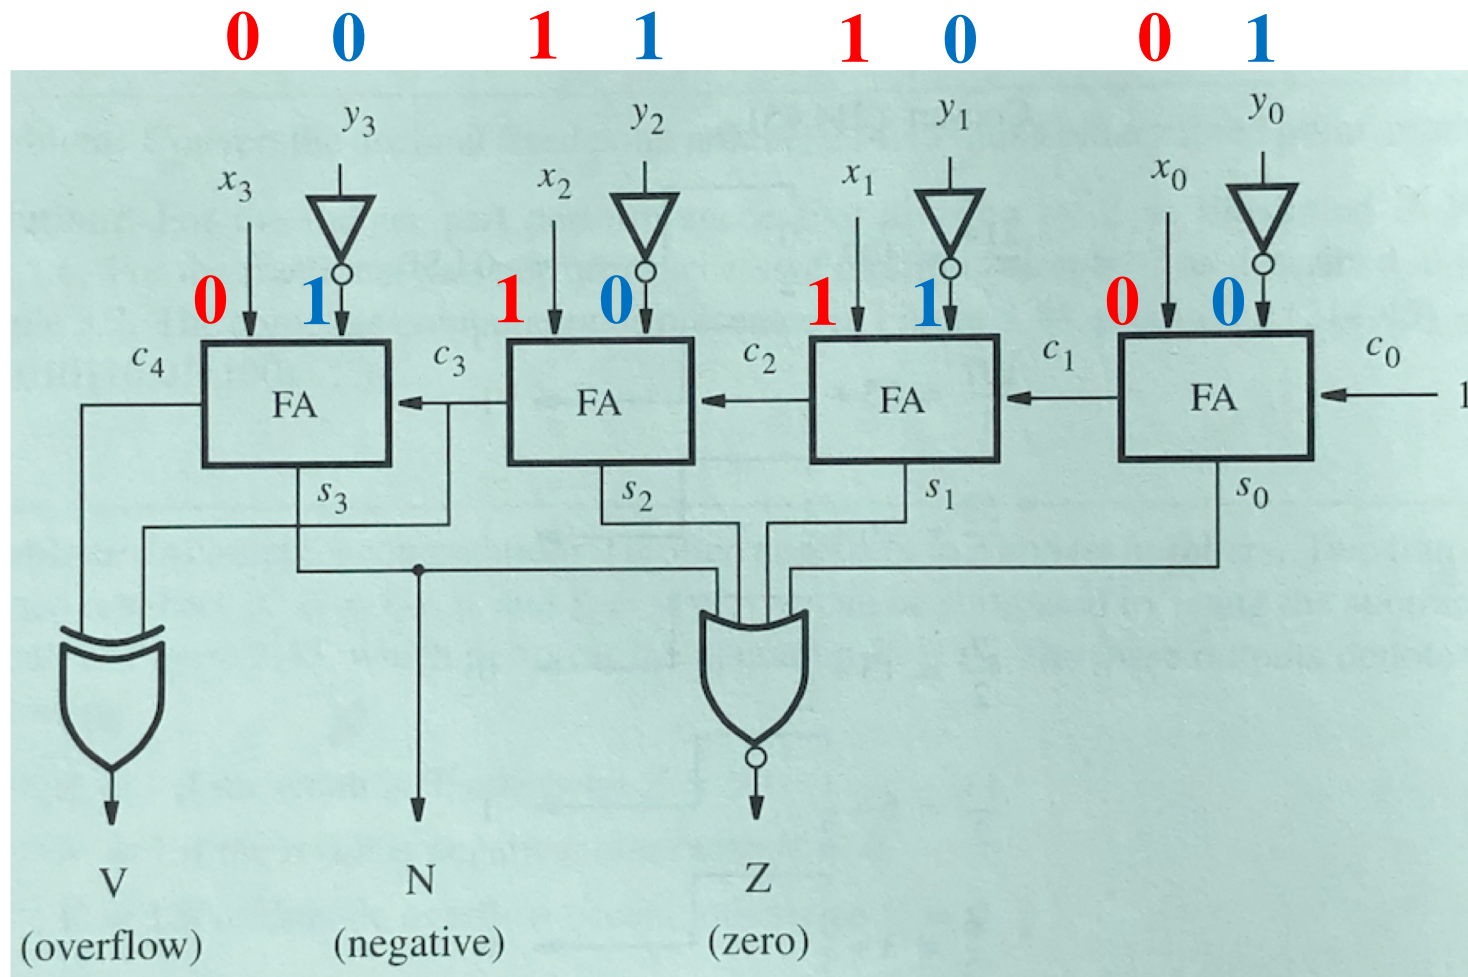 0 0 1 1 1 0 0 1
y3 y2 y1 y0
x3 x2 x1 x0
0 1 1 0 1 1 0 0
c4 c3 c2 c1 c0
FA FA FA FA 1
s3 s2 s1 s0
V N Z
(overflow) (negative) (zero)